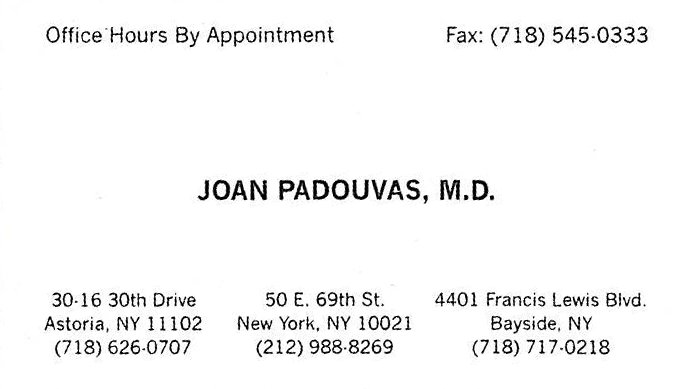 Office Hours By Appointment Fax: (718) 545-0333
JOAN PADOUVAS, M.D.
30-16 30th Drive 50 E. 69th St. 4401 Francis Lewis Blvd.
Astoria, NY 11102 New York, NY 10021 Bayside, NY
(718) 626-0707 (212) 988-8269 (718) 717-0218